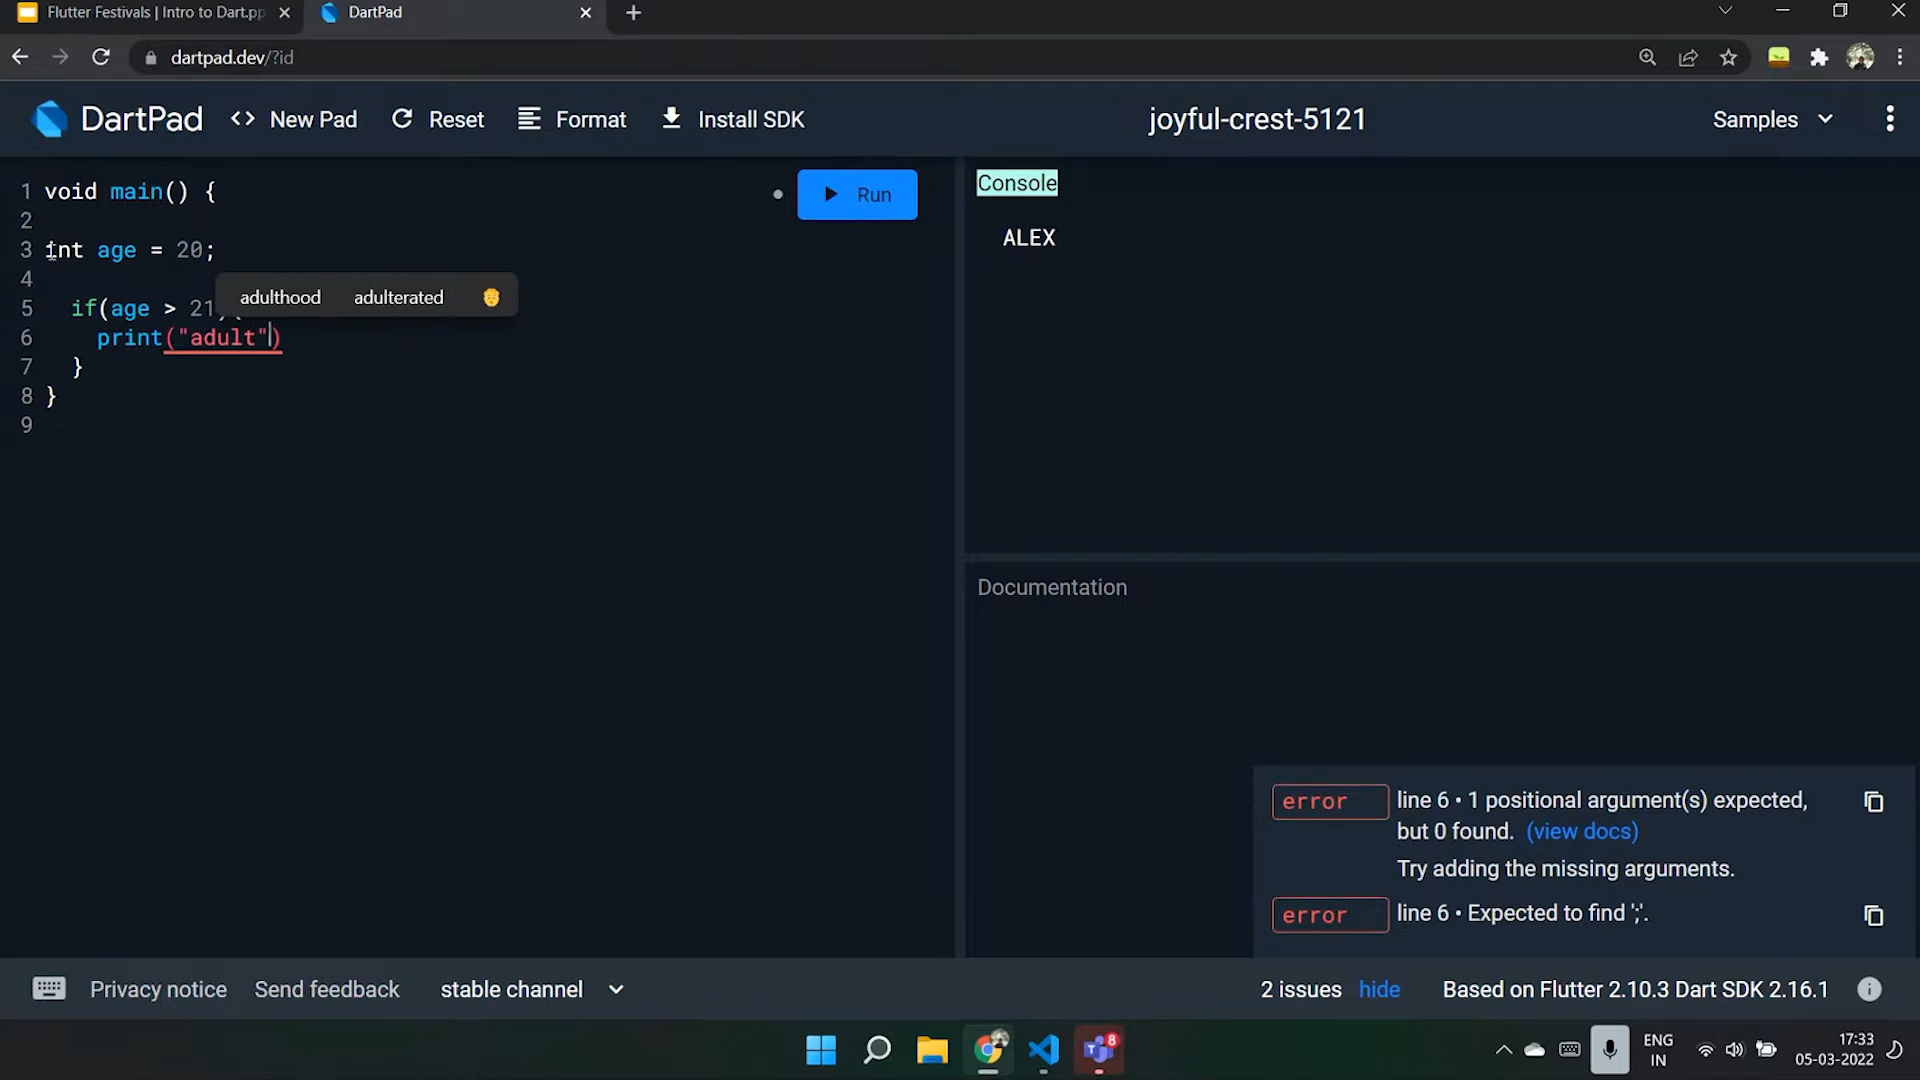 Flutter Festivals | Intro to Dart.pp
DartPad
dartpad.dev/?id
DartPad
<> New Pad
Reset
Format
Install SDK
joyful-crest-5121
Samples
1 void main() {
2
3 int age = 20;
4
adulthood adulterated
5 if(age > 21){
6 print("adult")
7 }
8 }
9
Run
Console
ALEX
Documentation
error line 6 • 1 positional argument(s) expected,
but 0 found. (view docs)
Try adding the missing arguments.
error line 6 • Expected to find ';'.
Privacy notice
Send feedback
stable channel
2 issues hide
Based on Flutter 2.10.3 Dart SDK 2.16.1
8
ENG
IN
17:33
05-03-2022